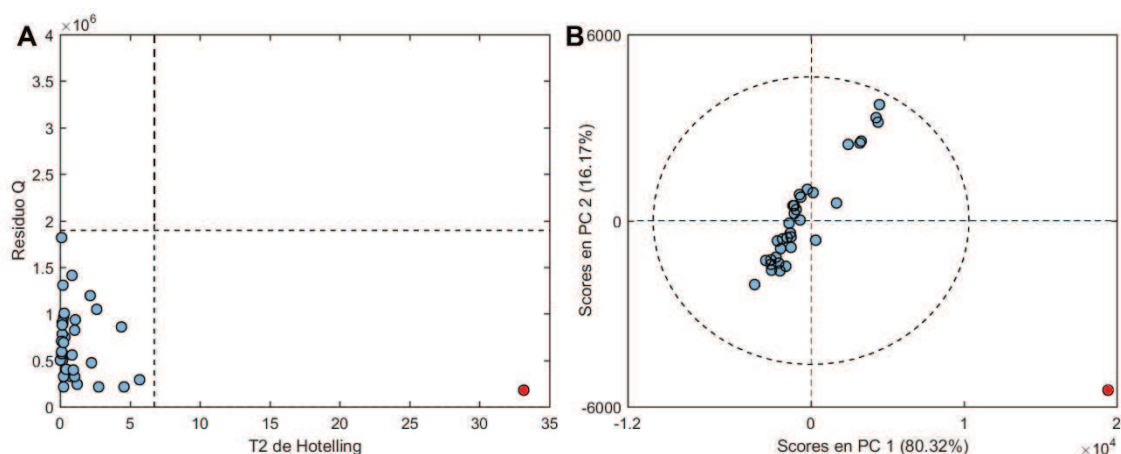 A
×10⁶
4
3.5
3
2.5
2
1.5
1
0.5
0
Residuo Q
0 5 10 15 20 25 30 35
T2 de Hotelling
B
6000
0
-6000
Scores en PC 2 (16.17%)
-1.2 0 1 2
×10⁴
Scores en PC 1 (80.32%)